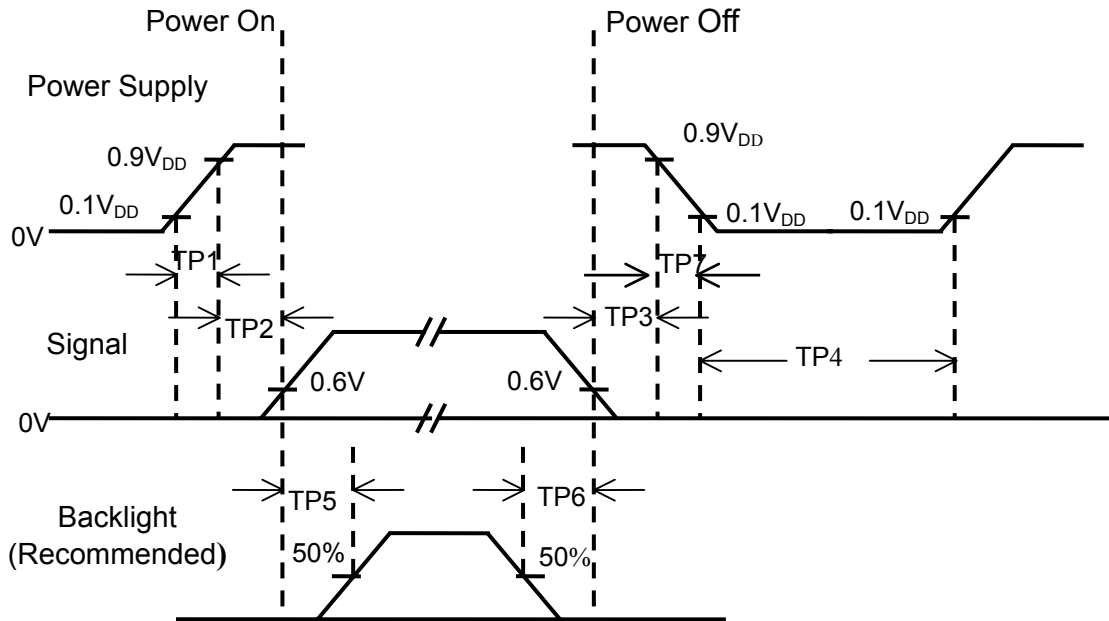 Power On
Power Off
Power Supply
0.9VDD
0.9VDD
0.1VDD
0.1VDD
0.1VDD
0V
TP1
TP7
TP2
TP3
TP4
Signal
0.6V
0.6V
0V
TP5
TP6
Backlight
(Recommended)
50%
50%